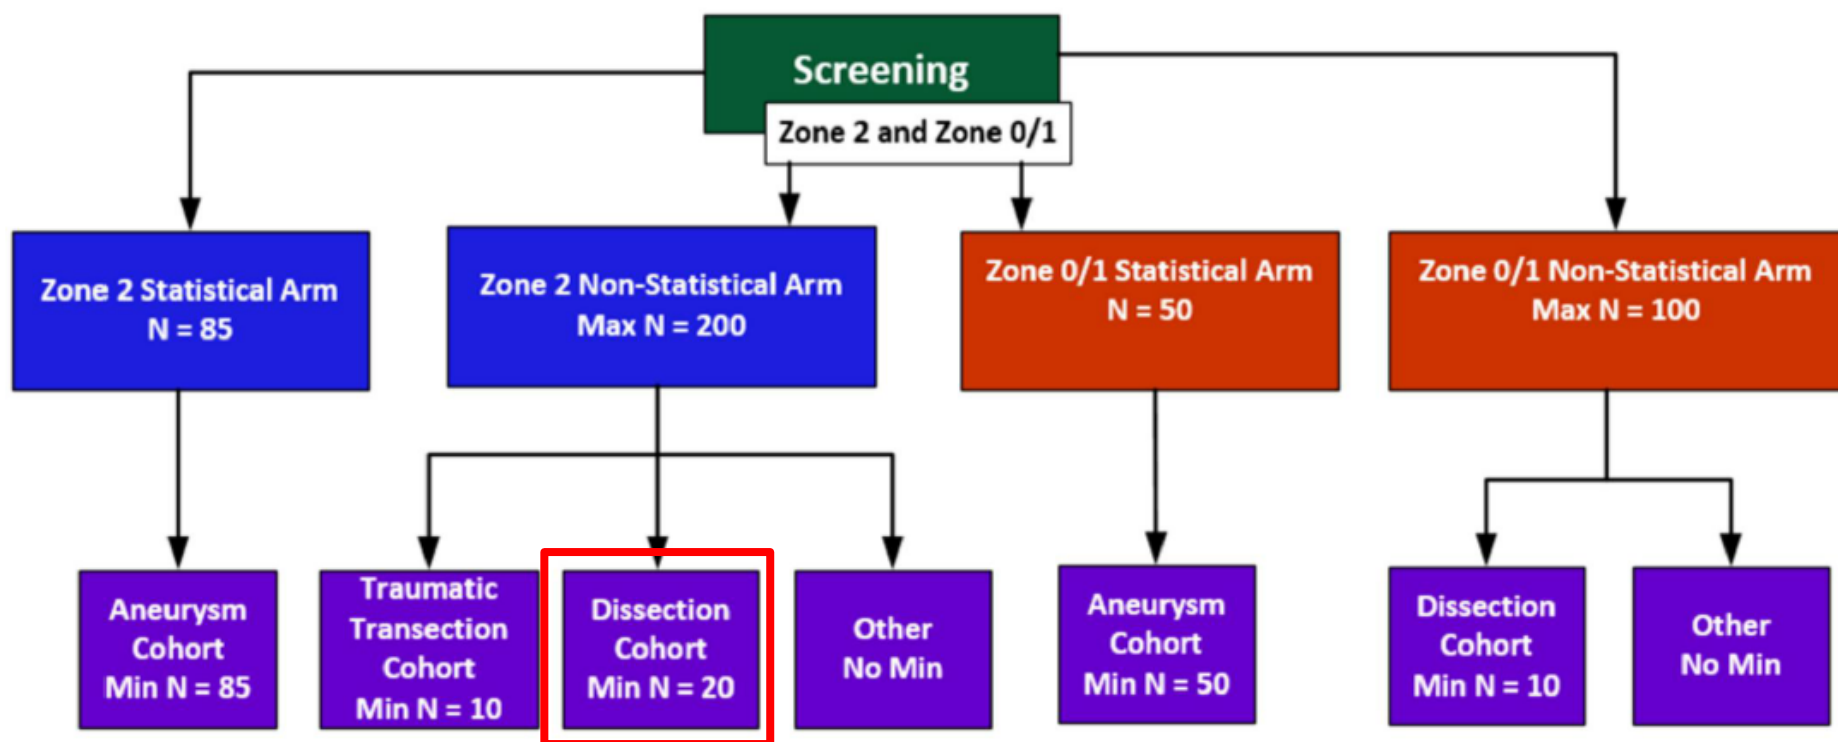 Screening
Zone 2 and Zone 0/1
Zone 2 Statistical Arm
N = 85
Zone 2 Non-Statistical Arm
Max N = 200
Zone 0/1 Statistical Arm
N = 50
Zone 0/1 Non-Statistical Arm
Max N = 100
Aneurysm
Cohort
Min N = 85
Traumatic
Transection
Cohort
Min N = 10
Dissection
Cohort
Min N = 20
Other
No Min
Aneurysm
Cohort
Min N = 50
Dissection
Cohort
Min N = 10
Other
No Min